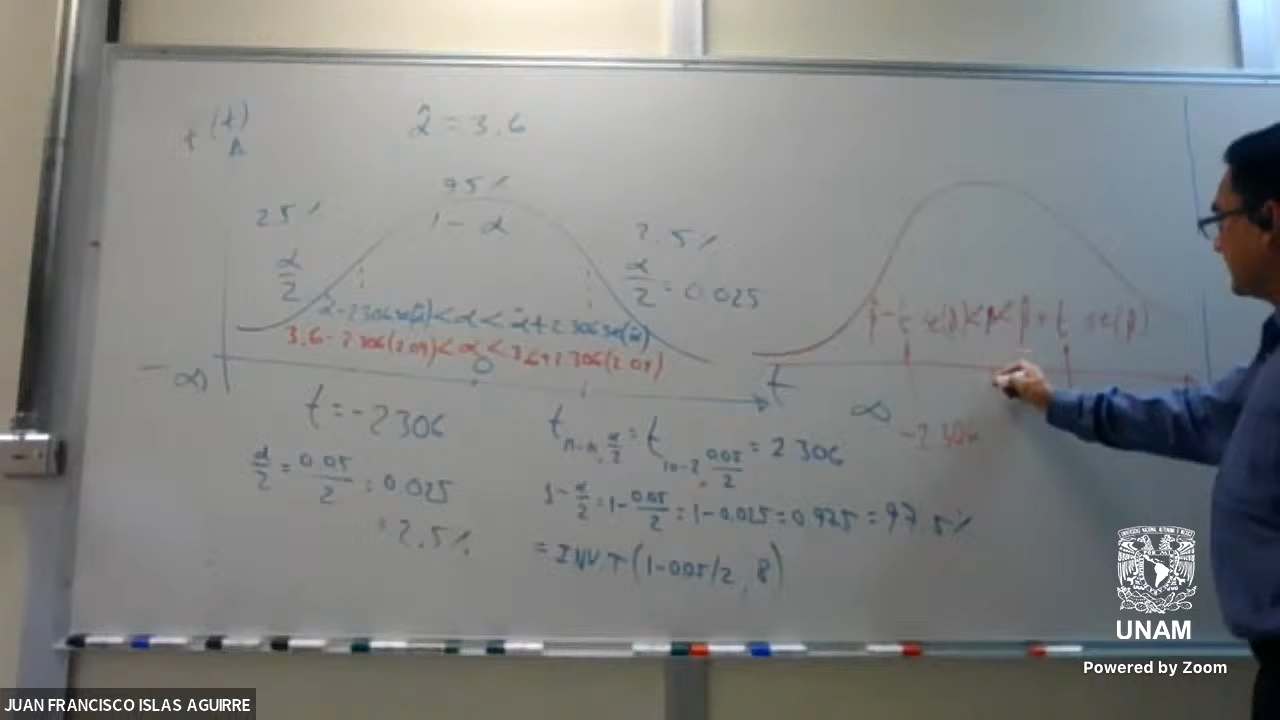 f(t)
α̂ = 3.6
95%
1 - α
2.5%
α/2
2.5%
α/2 = 0.025
α̂ - 2.306 se(α̂) < α < α̂ + 2.306 se(α̂)
3.6 - 2.306(2.09) < α < 3.6 + 2.306(2.09)
-∞
0
t
∞
t = -2.306
t n-k, α/2 = t 10-2, 0.05/2 = 2.306
α/2 = 0.05/2 = 0.025
= 2.5%
1 - α/2 = 1 - 0.05/2 = 1 - 0.025 = 0.975 = 97.5%
= INV T (1-0.05/2, 8)
β̂ - t se(β̂) < β < β̂ + t se(β̂)
-2.306
UNAM
Powered by Zoom
JUAN FRANCISCO ISLAS AGUIRRE